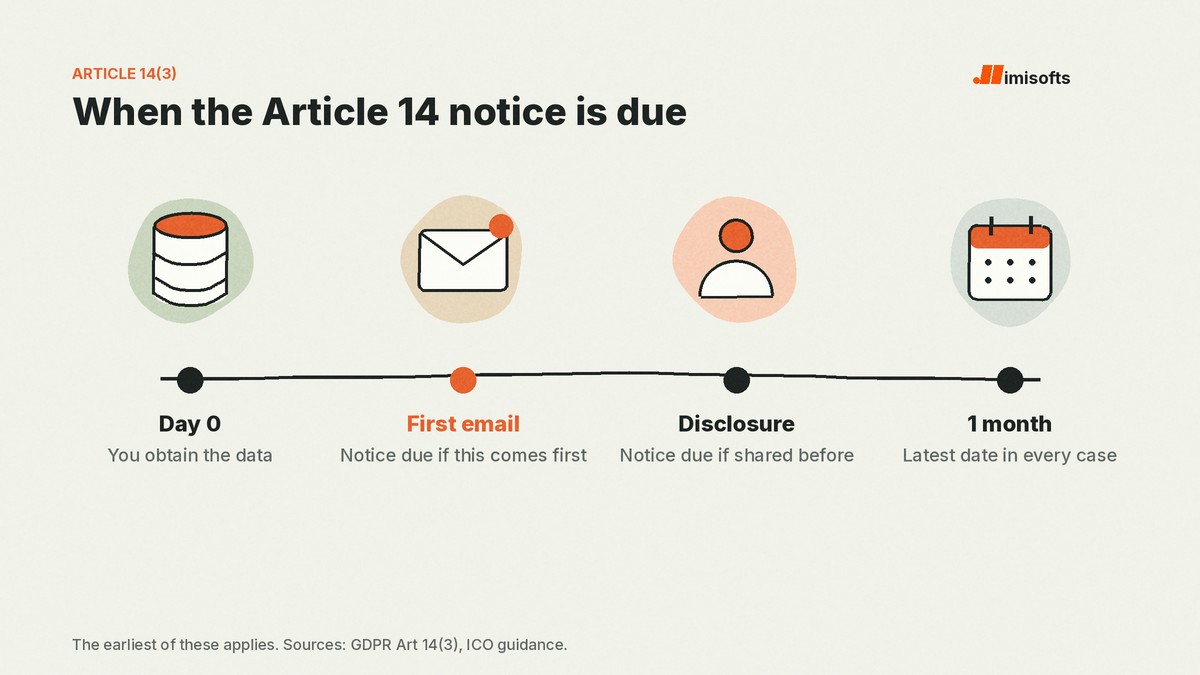 ARTICLE 14(3)
When the Article 14 notice is due
imisofts
Day 0
You obtain the data
First email
Notice due if this comes first
Disclosure
Notice due if shared before
1 month
Latest date in every case
The earliest of these applies. Sources: GDPR Art 14(3), ICO guidance.